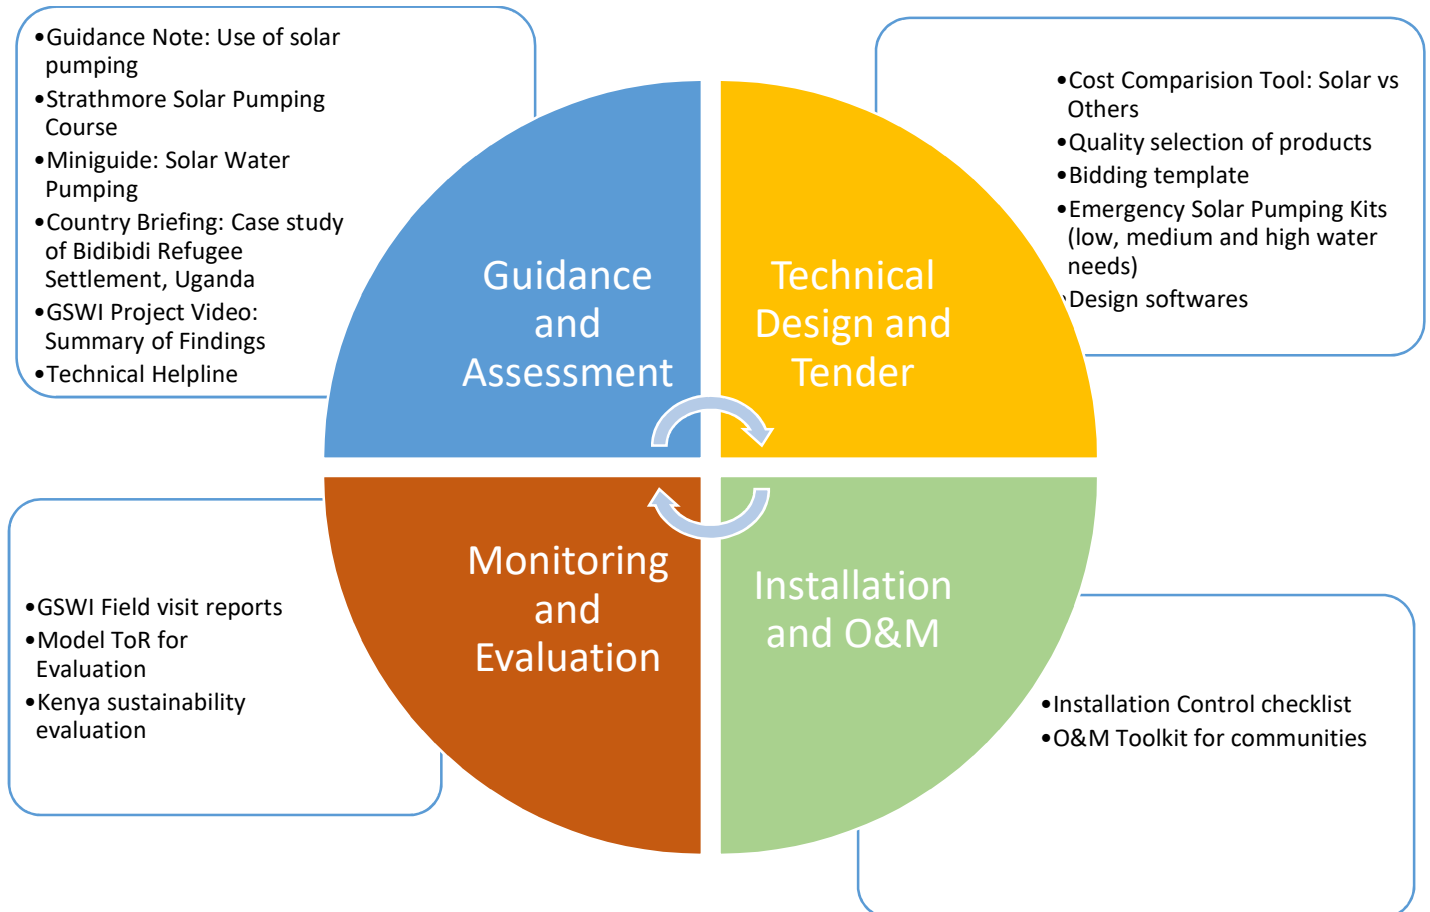 •Guidance Note: Use of solar
pumping
•Strathmore Solar Pumping
Course
•Miniguide: Solar Water
Pumping
•Country Briefing: Case study
of Bidibidi Refugee
Settlement, Uganda
•GSWI Project Video:
Summary of Findings
•Technical Helpline
Guidance
and
Assessment
Technical
Design and
Tender
•Cost Comparision Tool: Solar vs
Others
•Quality selection of products
•Bidding template
•Emergency Solar Pumping Kits
(low, medium and high water
needs)
•Design softwares
•GSWI Field visit reports
•Model ToR for
Evaluation
•Kenya sustainability
evaluation
Monitoring
and
Evaluation
Installation
and O&M
•Installation Control checklist
•O&M Toolkit for communities